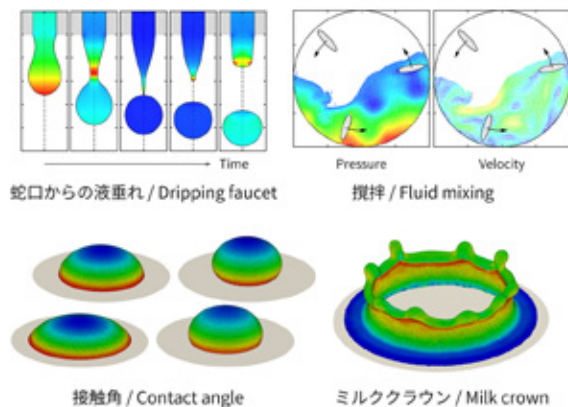 Time
Pressure Velocity
蛇口からの液垂れ / Dripping faucet
撹拌 / Fluid mixing
接触角 / Contact angle
ミルククラウン / Milk crown